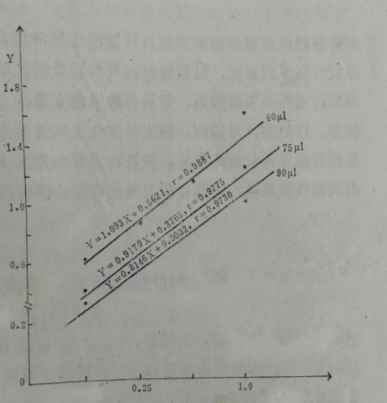 Y
1.8
1.4
1.0
0.6
0.2
0
0.25
1.0
60μl
75μl
90μl
Y=1.093X+0.5621, r=0.9887
Y=0.9179X+0.3765, r=0.9775
Y=0.8146X+0.3032, r=0.9730